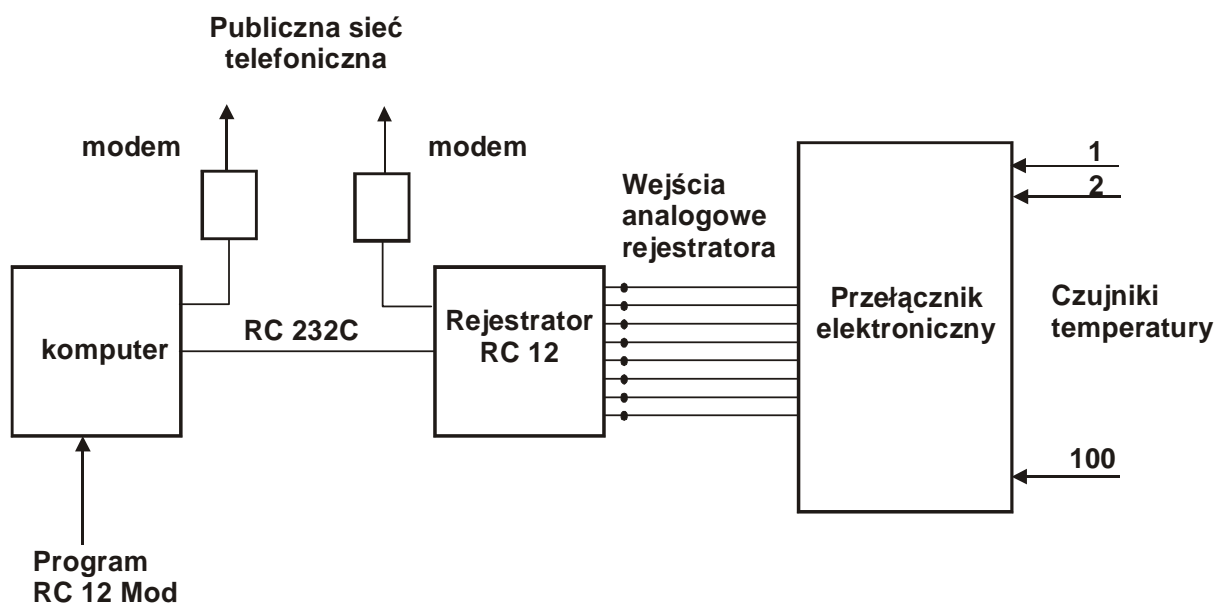 Publiczna sieć
telefoniczna
modem
modem
Wejścia
analogowe
rejestratora
1
2
100
Czujniki
temperatury
Przełącznik
elektroniczny
Rejestrator
RC 12
RC 232C
komputer
Program
RC 12 Mod